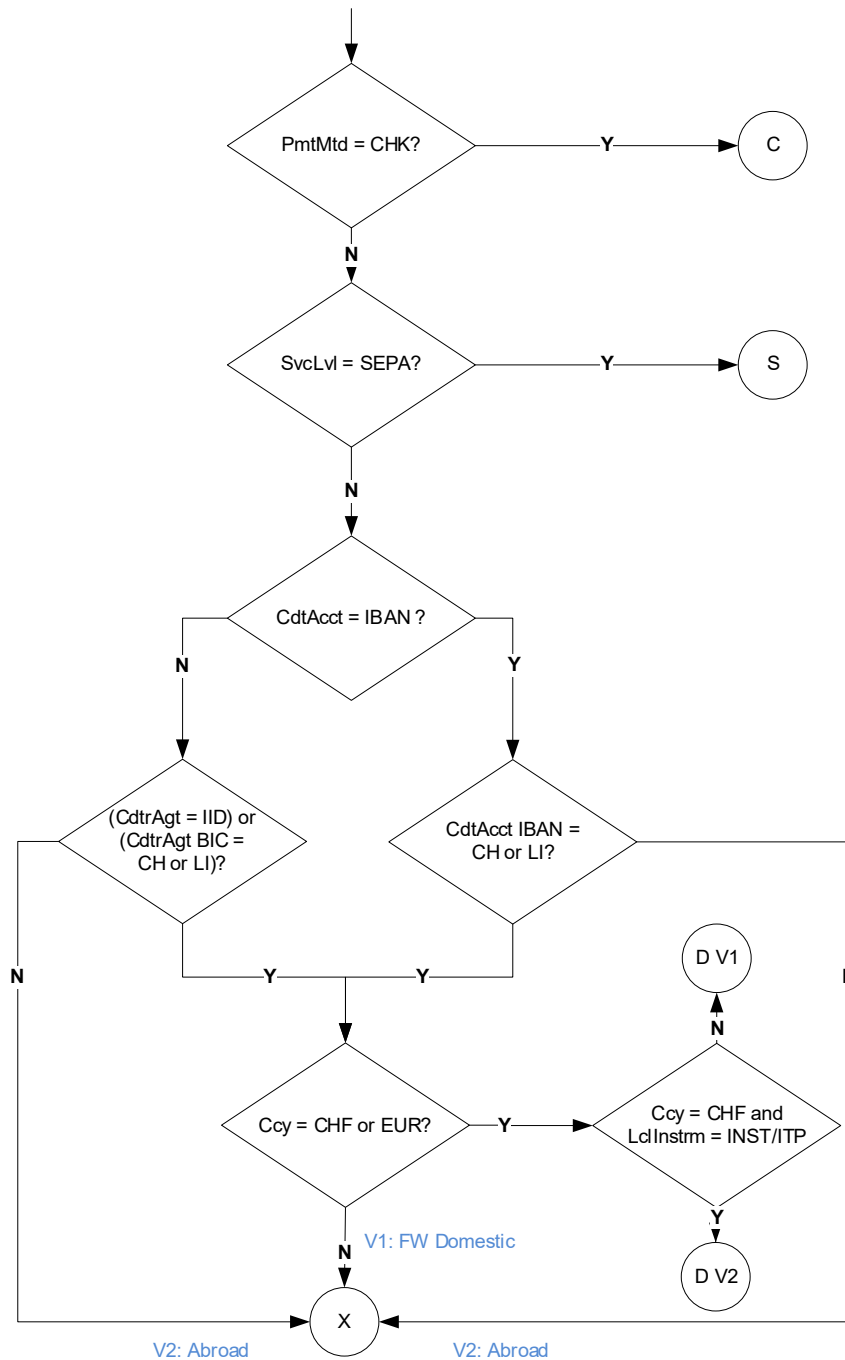 PmtMtd = CHK?
Y
C
N
SvcLvl = SEPA?
Y
S
N
CdtAcct = IBAN ?
N
Y
(CdtrAgt = IID) or
(CdtrAgt BIC =
CH or LI)?
CdtAcct IBAN =
CH or LI?
N
Y
Y
D V1
N
Ccy = CHF or EUR?
Y
Ccy = CHF and
LclInstrm = INST/ITP
Y
D V2
N
V1: FW Domestic
X
V2: Abroad
V2: Abroad